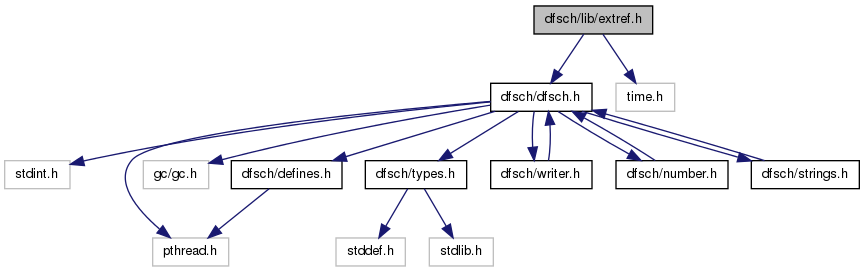 dfsch/lib/extref.h
dfsch/dfsch.h
time.h
stdint.h
gc/gc.h
dfsch/defines.h
dfsch/types.h
dfsch/writer.h
dfsch/number.h
dfsch/strings.h
pthread.h
stddef.h
stdlib.h